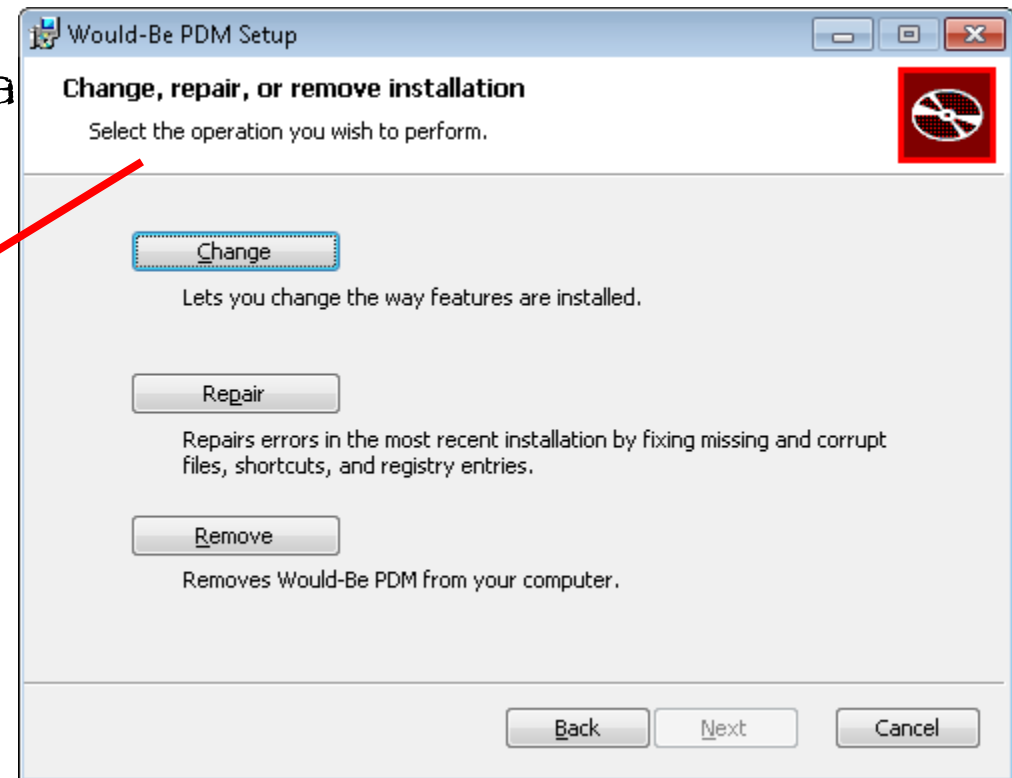 Would-Be PDM Setup
a
Change, repair, or remove installation
Select the operation you wish to perform.
Change
Lets you change the way features are installed.
Repair
Repairs errors in the most recent installation by fixing missing and corrupt
files, shortcuts, and registry entries.
Remove
Removes Would-Be PDM from your computer.
Back Next Cancel